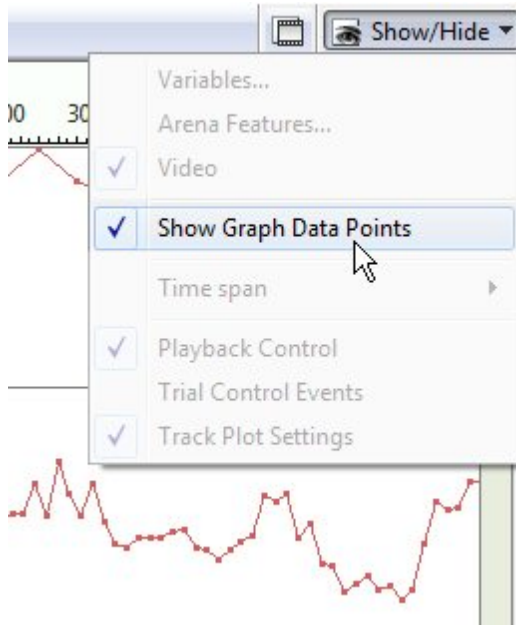 Show/Hide
Variables...
00 30
Arena Features...
Video
Show Graph Data Points
Time span
Playback Control
Trial Control Events
Track Plot Settings